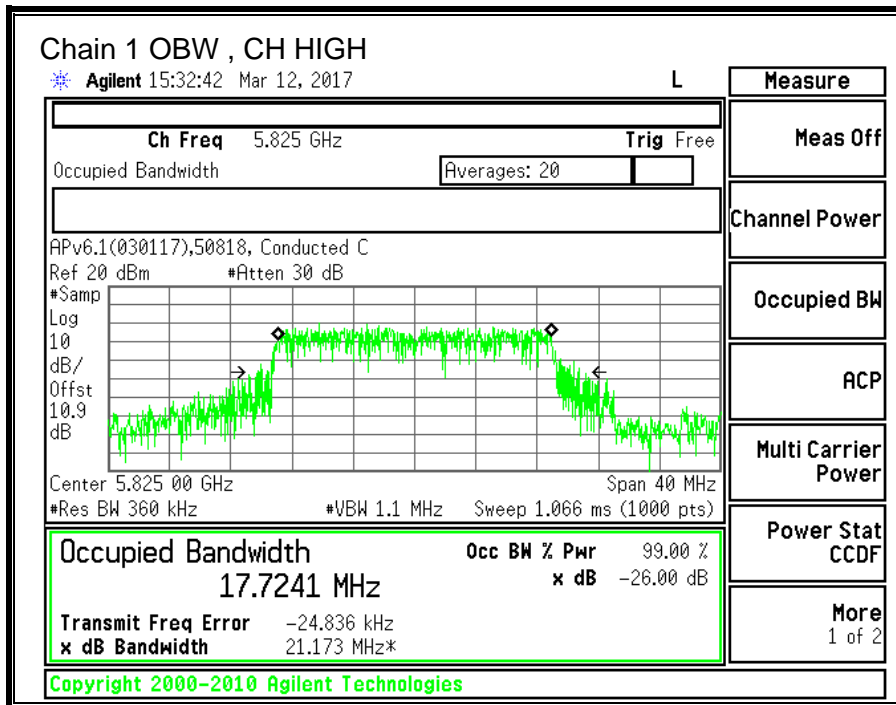 Chain 1 OBW , CH HIGH
Agilent 15:32:42 Mar 12, 2017 L
Measure
Ch Freq 5.825 GHz Trig Free
Occupied Bandwidth Averages: 20
APv6.1(030117),50818, Conducted C
Ref 20 dBm #Atten 30 dB
#Samp
Log
10
dB/
Offst
10.9
dB
Center 5.825 00 GHz Span 40 MHz
#Res BW 360 kHz #VBW 1.1 MHz Sweep 1.066 ms (1000 pts)
Occupied Bandwidth Occ BW % Pwr 99.00 %
17.7241 MHz x dB -26.00 dB
Transmit Freq Error -24.836 kHz
x dB Bandwidth 21.173 MHz*
Meas Off
Channel Power
Occupied BW
ACP
Multi Carrier
Power
Power Stat
CCDF
More
1 of 2
Copyright 2000-2010 Agilent Technologies